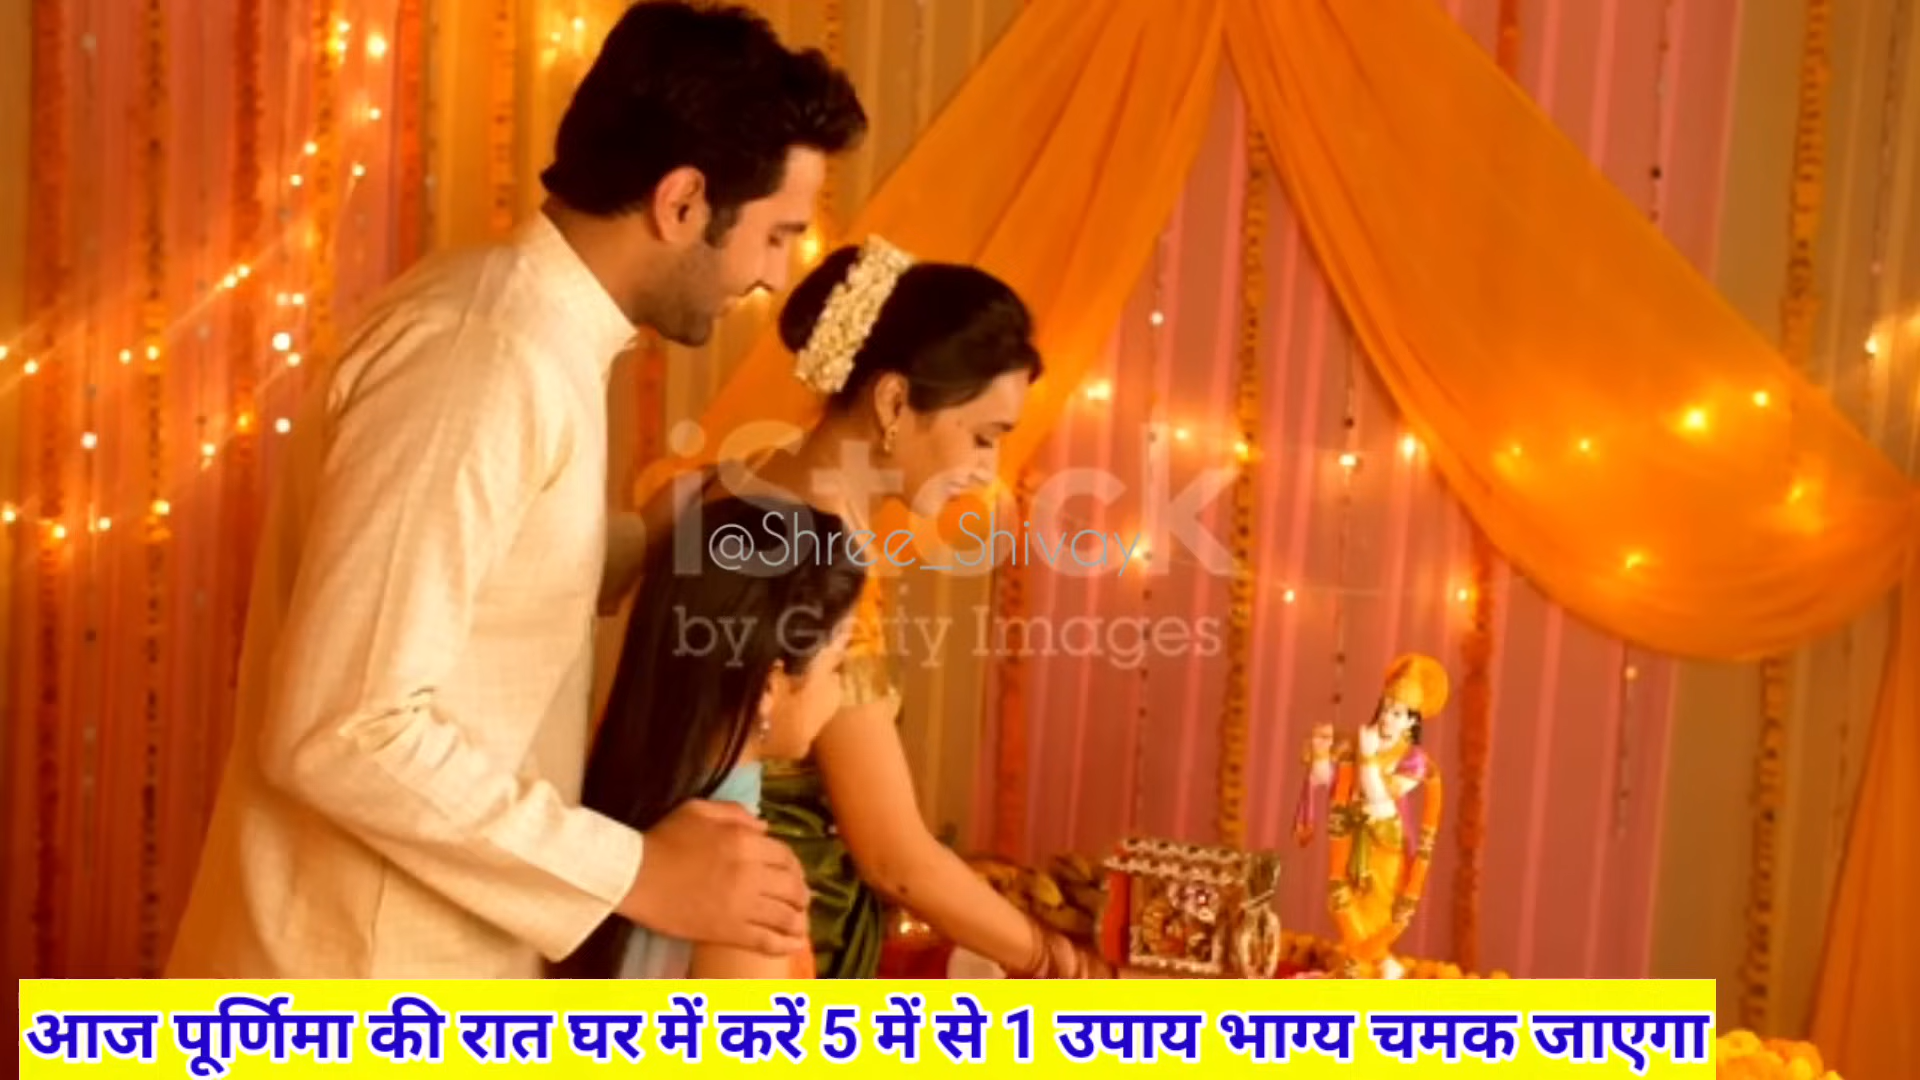 iStock
@Shree_Shivay
by Getty Images
आज पूर्णिमा की रात घर में करें 5 में से 1 उपाय भाग्य चमक जाएगा